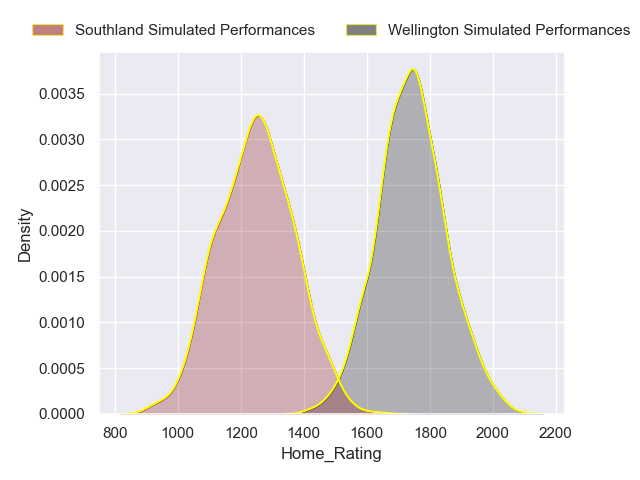 Southland Simulated Performances
Wellington Simulated Performances
Density
0.0035
0.0030
0.0025
0.0020
0.0015
0.0010
0.0005
0.0000
800 1000 1200 1400 1600 1800 2000 2200
Home_Rating